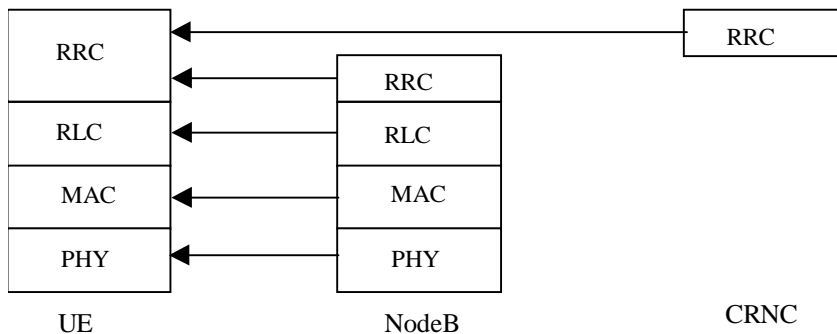 RRC
RRC
RRC
RLC
RLC
MAC
MAC
PHY
PHY
UE
NodeB
CRNC